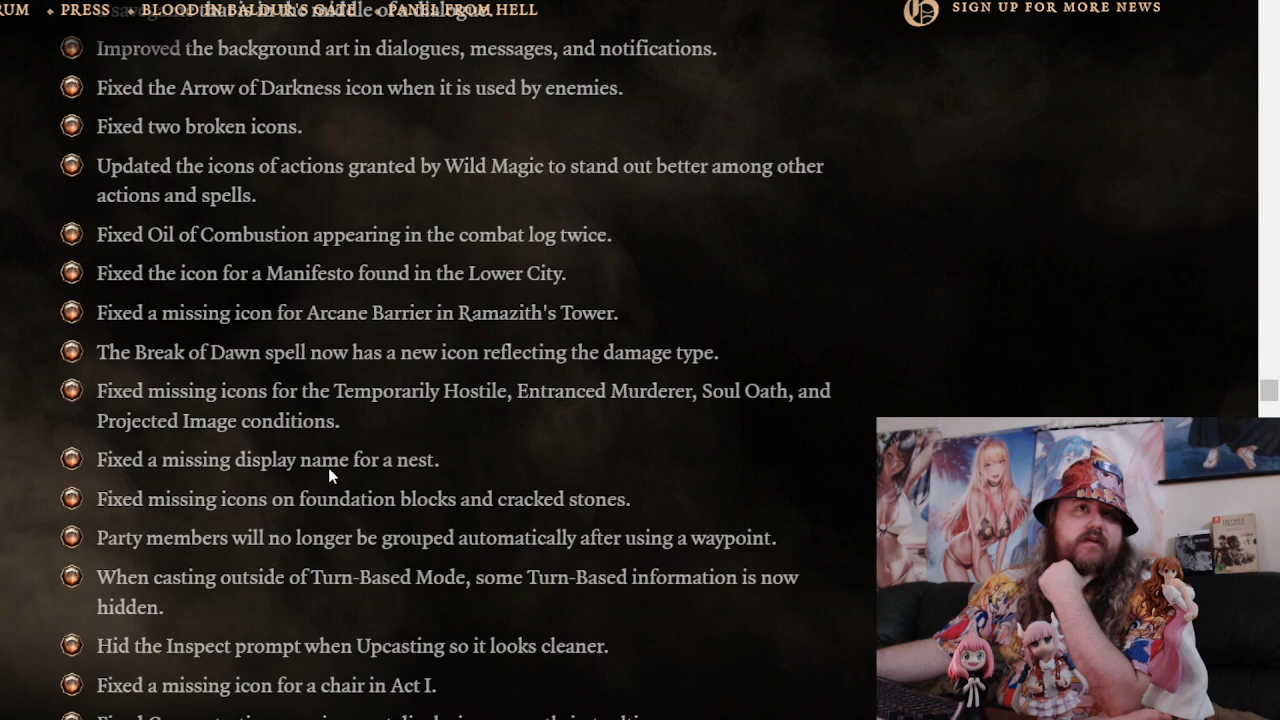 RUM ⬥ PRESS ⬥ BLOOD IN BALDUR'S GATE ⬥ PANEL FROM HELL
SIGN UP FOR MORE NEWS
that is in the middle of a dialogue.
Improved the background art in dialogues, messages, and notifications.
Fixed the Arrow of Darkness icon when it is used by enemies.
Fixed two broken icons.
Updated the icons of actions granted by Wild Magic to stand out better among other
actions and spells.
Fixed Oil of Combustion appearing in the combat log twice.
Fixed the icon for a Manifesto found in the Lower City.
Fixed a missing icon for Arcane Barrier in Ramazith's Tower.
The Break of Dawn spell now has a new icon reflecting the damage type.
Fixed missing icons for the Temporarily Hostile, Entranced Murderer, Soul Oath, and
Projected Image conditions.
Fixed a missing display name for a nest.
Fixed missing icons on foundation blocks and cracked stones.
Party members will no longer be grouped automatically after using a waypoint.
When casting outside of Turn-Based Mode, some Turn-Based information is now
hidden.
Hid the Inspect prompt when Upcasting so it looks cleaner.
Fixed a missing icon for a chair in Act I.